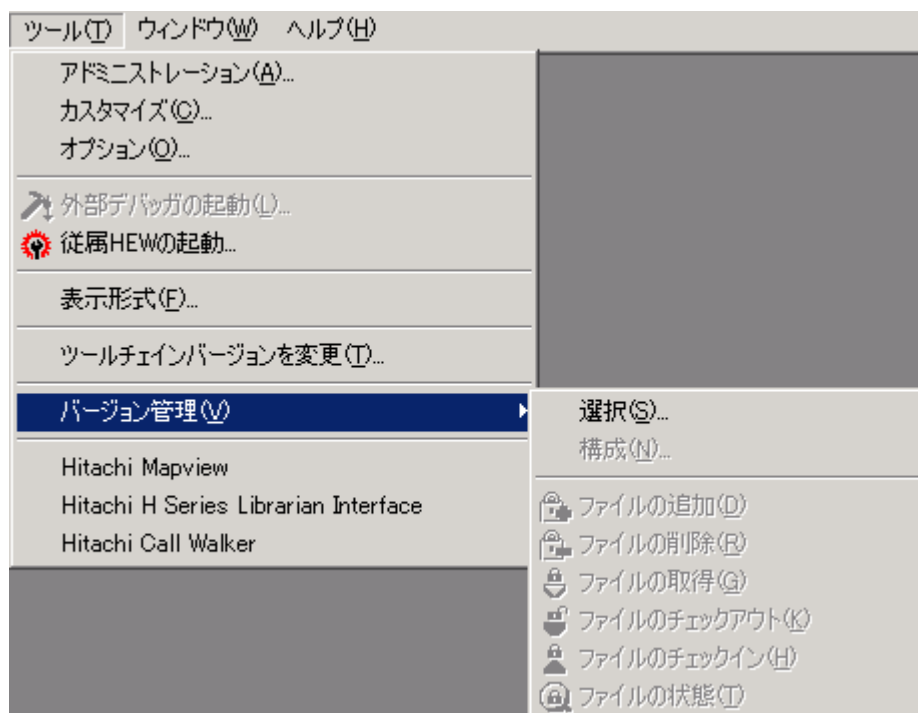 ツール(T) ウィンドウ(W) ヘルプ(H)
アドミニストレーション(A)...
カスタマイズ(C)...
オプション(O)...
外部デバッガの起動(L)...
従属HEWの起動...
表示形式(F)...
ツールチェインバージョンを変更(T)...
バージョン管理(V)
Hitachi Mapview
Hitachi H Series Librarian Interface
Hitachi Call Walker
選択(S)...
構成(N)...
ファイルの追加(D)
ファイルの削除(R)
ファイルの取得(G)
ファイルのチェックアウト(K)
ファイルのチェックイン(H)
ファイルの状態(T)